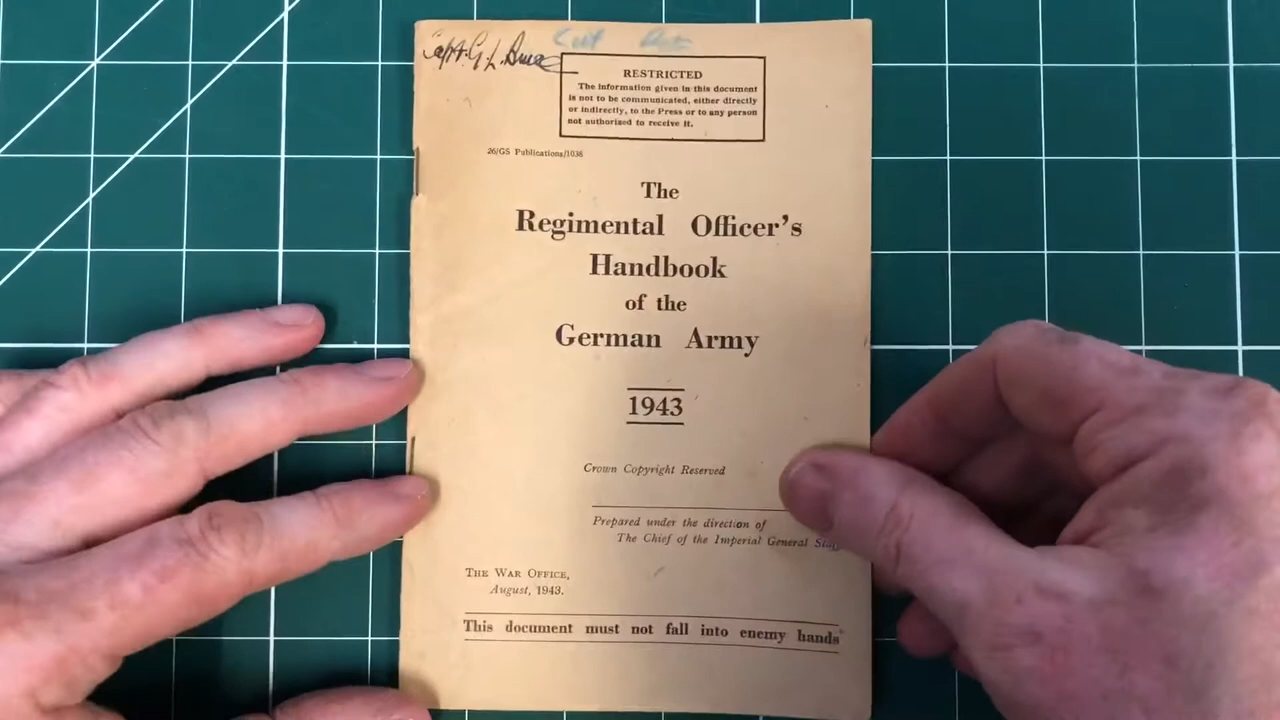 Capt. G. L.
RESTRICTED
The information given in this document
is not to be communicated, either directly
or indirectly, to the Press or to any person
not authorized to receive it.
26/GS Publications/1038
The
Regimental Officer's
Handbook
of the
German Army
1943
Crown Copyright Reserved
Prepared under the direction of
The Chief of the Imperial General
THE WAR OFFICE,
August, 1943.
This document must not fall into enemy hands